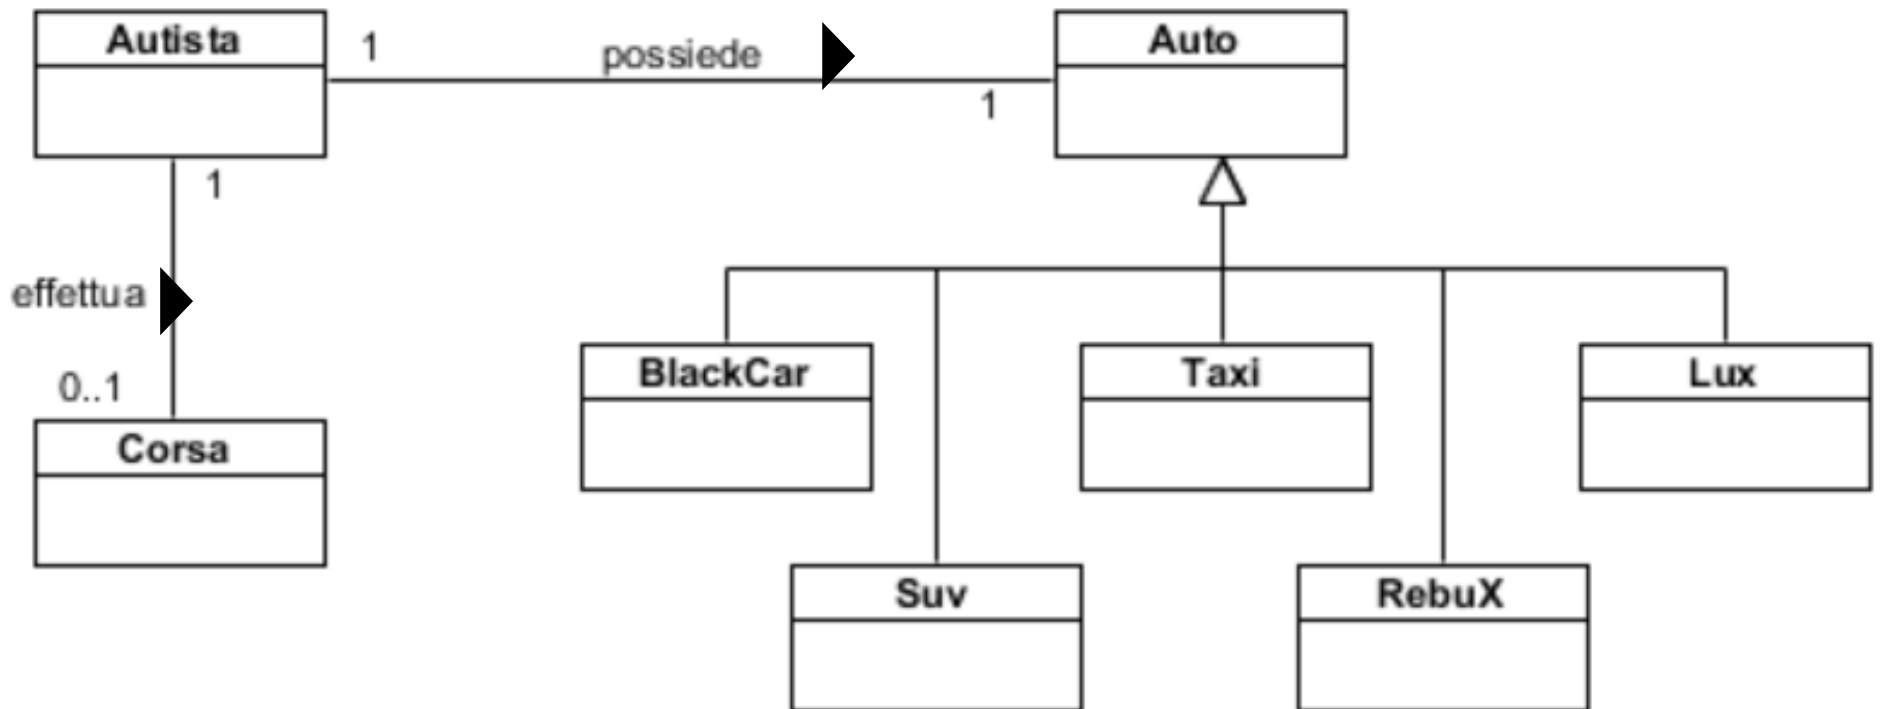 Autista
1
possiede
Auto
1
1
effettua
0..1
BlackCar
Taxi
Lux
Corsa
Suv
RebuX